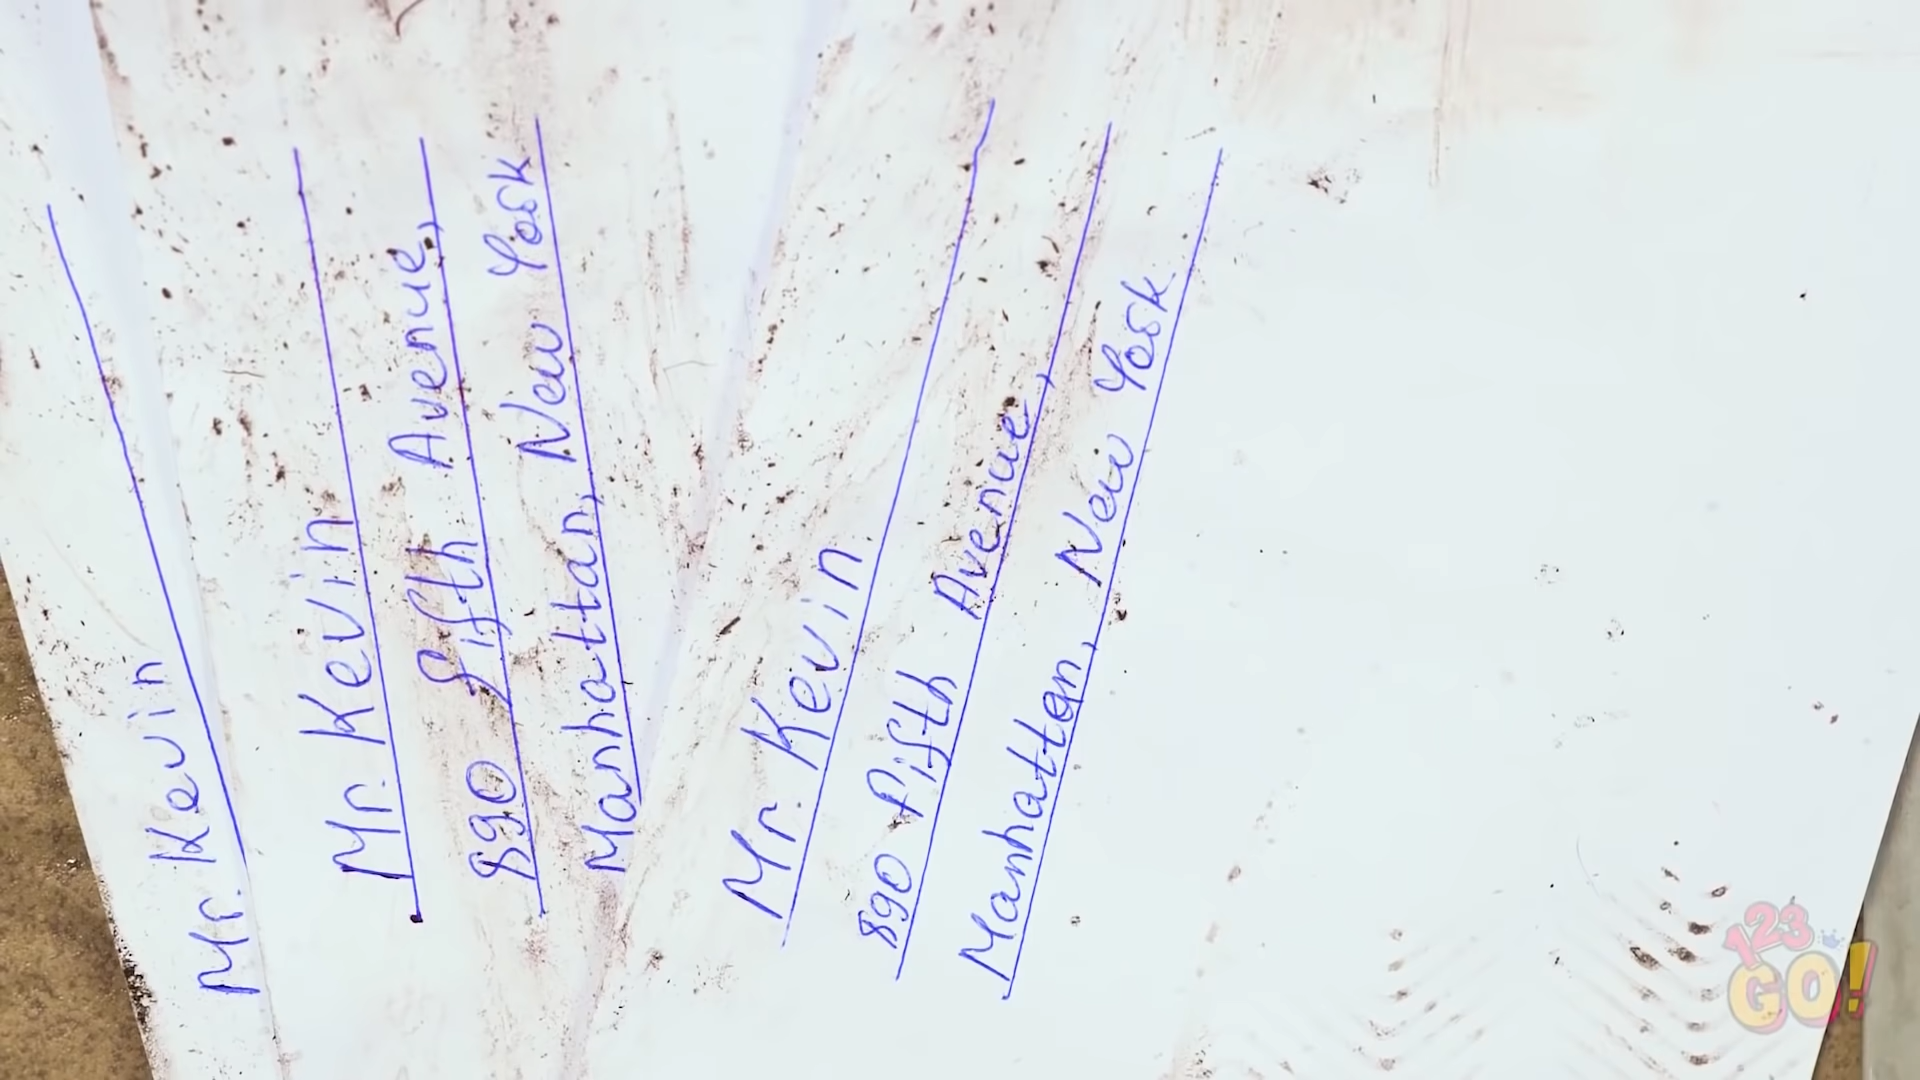 Mr. Kevin
Mr. Kevin
890 fifth Avenue,
Manhattan, New York
Mr. Kevin
890 fifth Avenue,
Manhattan, New York
123
GO!